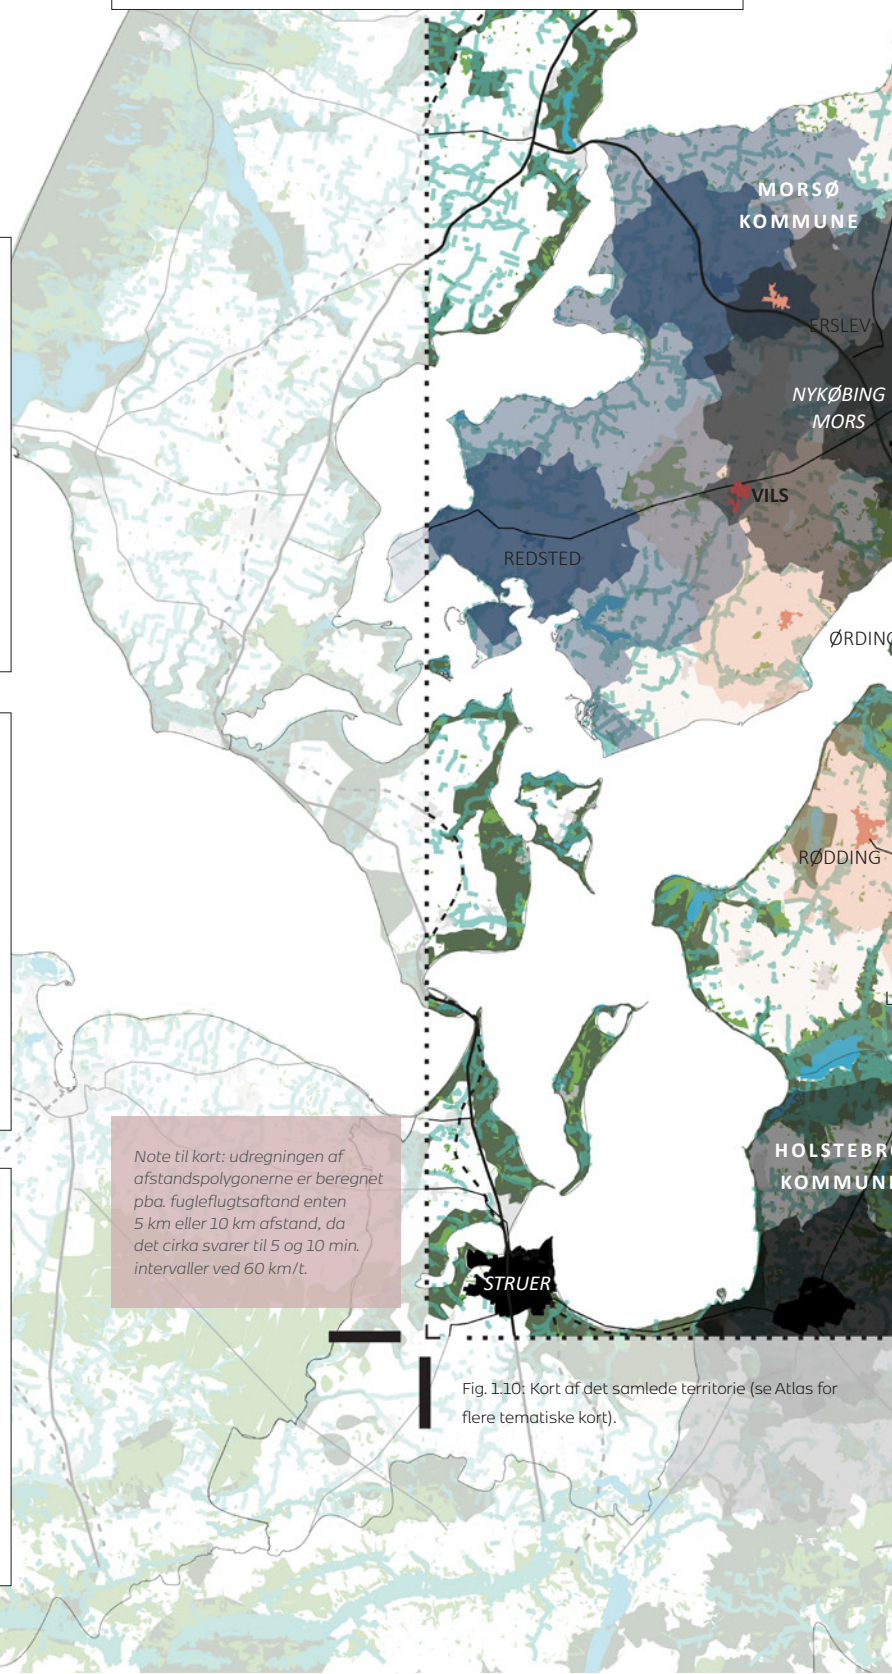 MORSØ
KOMMUNE
ERSLEV
NYKØBING
MORS
VILS
REDSTED
ØRDING
RØDDING
L
HOLSTEBRO
KOMMUNE
Note til kort: udregningen af
afstandspolygonerne er beregnet
pba. fugleflugtsaftand enten
5 km eller 10 km afstand, da
det cirka svarer til 5 og 10 min.
intervaller ved 60 km/t.
STRUER
Fig. 1.10: Kort af det samlede territorie (se Atlas for
flere tematiske kort).